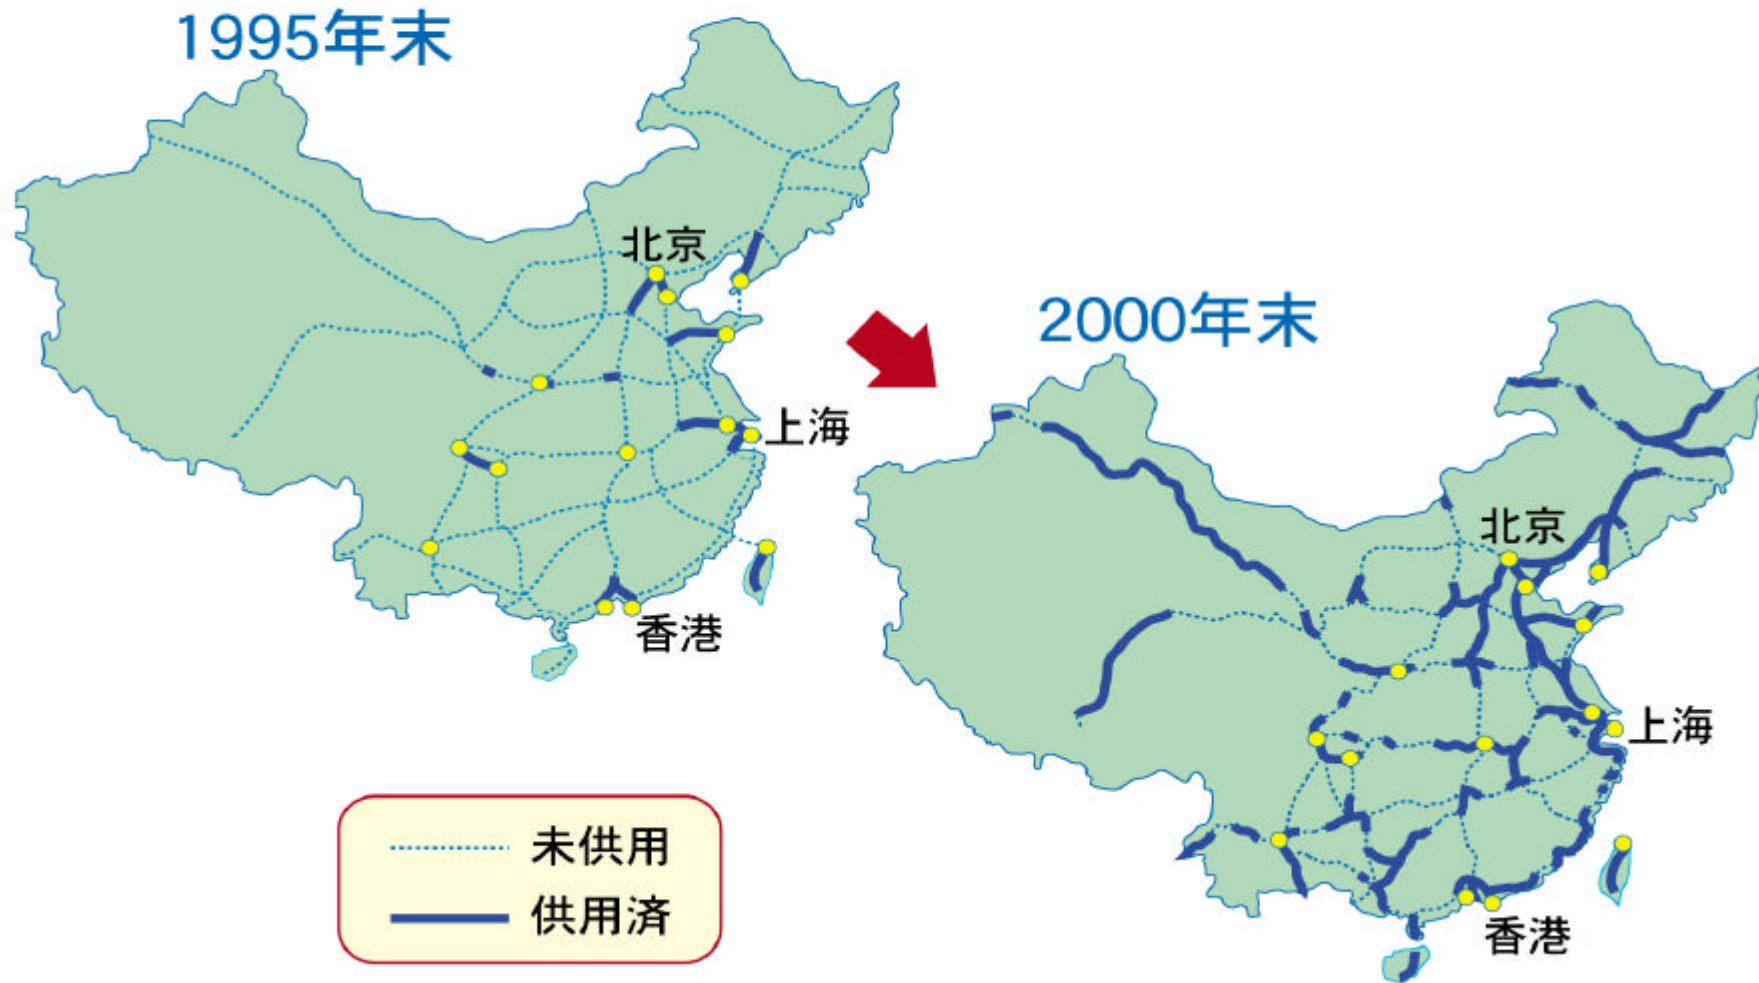 1995年末
北京
上海
香港
2000年末
北京
上海
香港
未供用
供用済